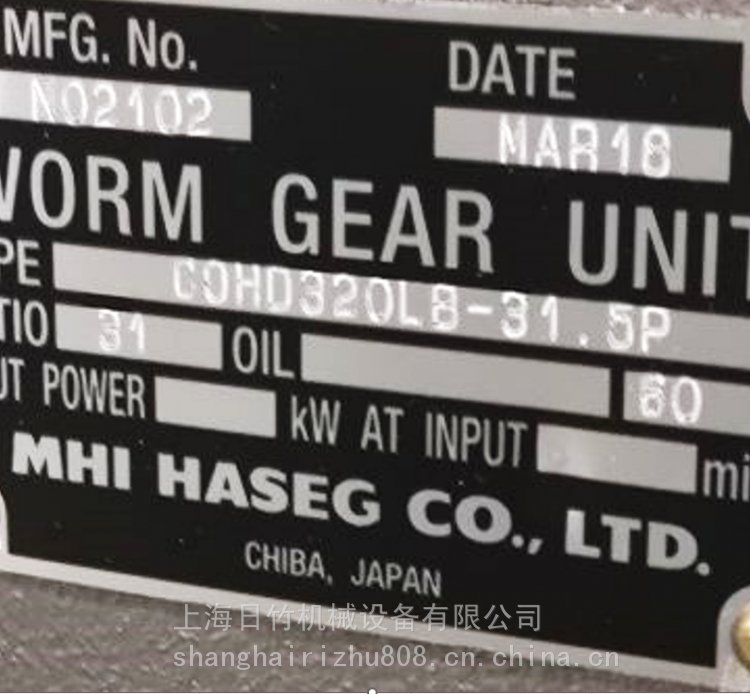 MFG. No.
DATE
NO2102
MAR18
WORM GEAR UNIT
PE
COHD320LB-31.5P
TIO
31
OIL
60
UT POWER
kW AT INPUT
mi
MHI HASEG CO., LTD.
CHIBA, JAPAN
上海日竹机械设备有限公司
shanghairizhu808.cn.china.cn